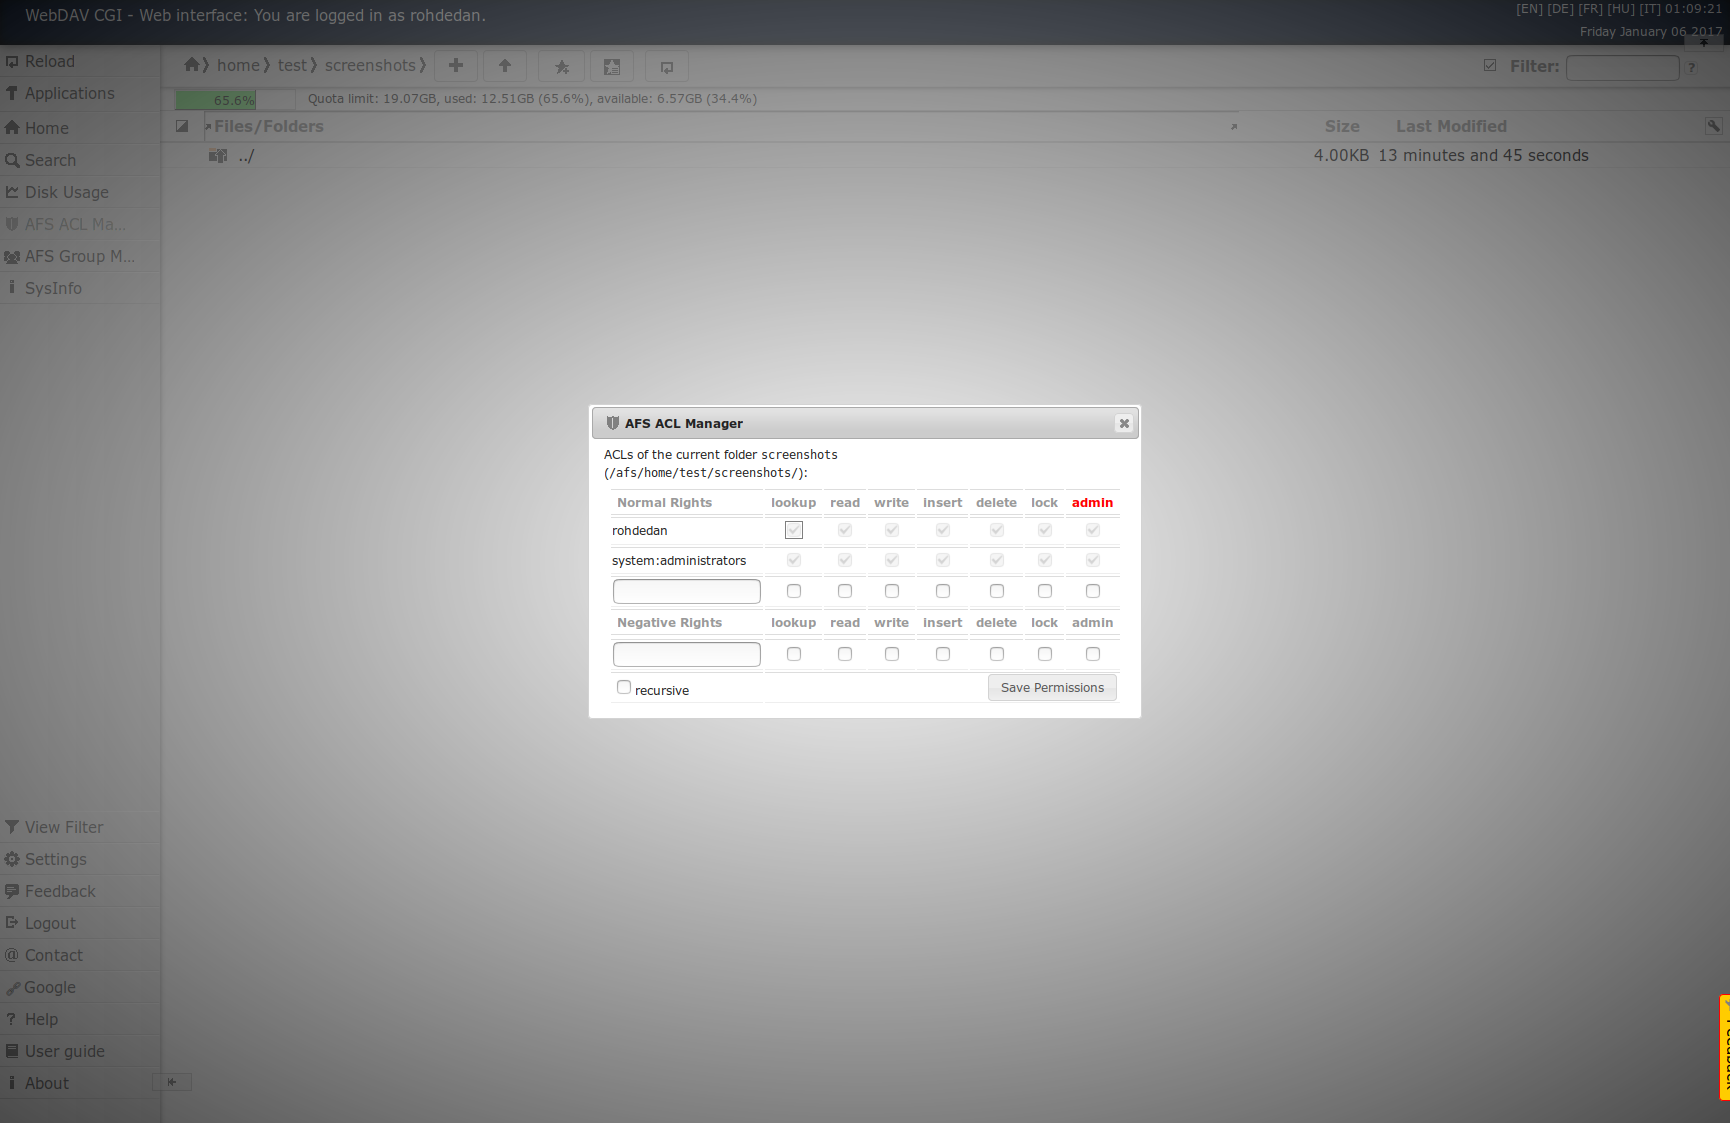 WebDAV CGI - Web interface: You are logged in as rohdedan.
[EN] [DE] [FR] [HU] [IT] 01:09:21
Friday January 06 2017
Reload
Applications
Home
Search
Disk Usage
AFS ACL Ma...
AFS Group M...
SysInfo
View Filter
Settings
Feedback
Logout
Contact
Google
Help
User guide
About
home test screenshots
Filter:
?
65.6% Quota limit: 19.07GB, used: 12.51GB (65.6%), available: 6.57GB (34.4%)
Files/Folders Size Last Modified
../ 4.00KB 13 minutes and 45 seconds
AFS ACL Manager
ACLs of the current folder screenshots
(/afs/home/test/screenshots/):
Normal Rights lookup read write insert delete lock admin
rohdedan
system:administrators
Negative Rights lookup read write insert delete lock admin
recursive Save Permissions
Feedback